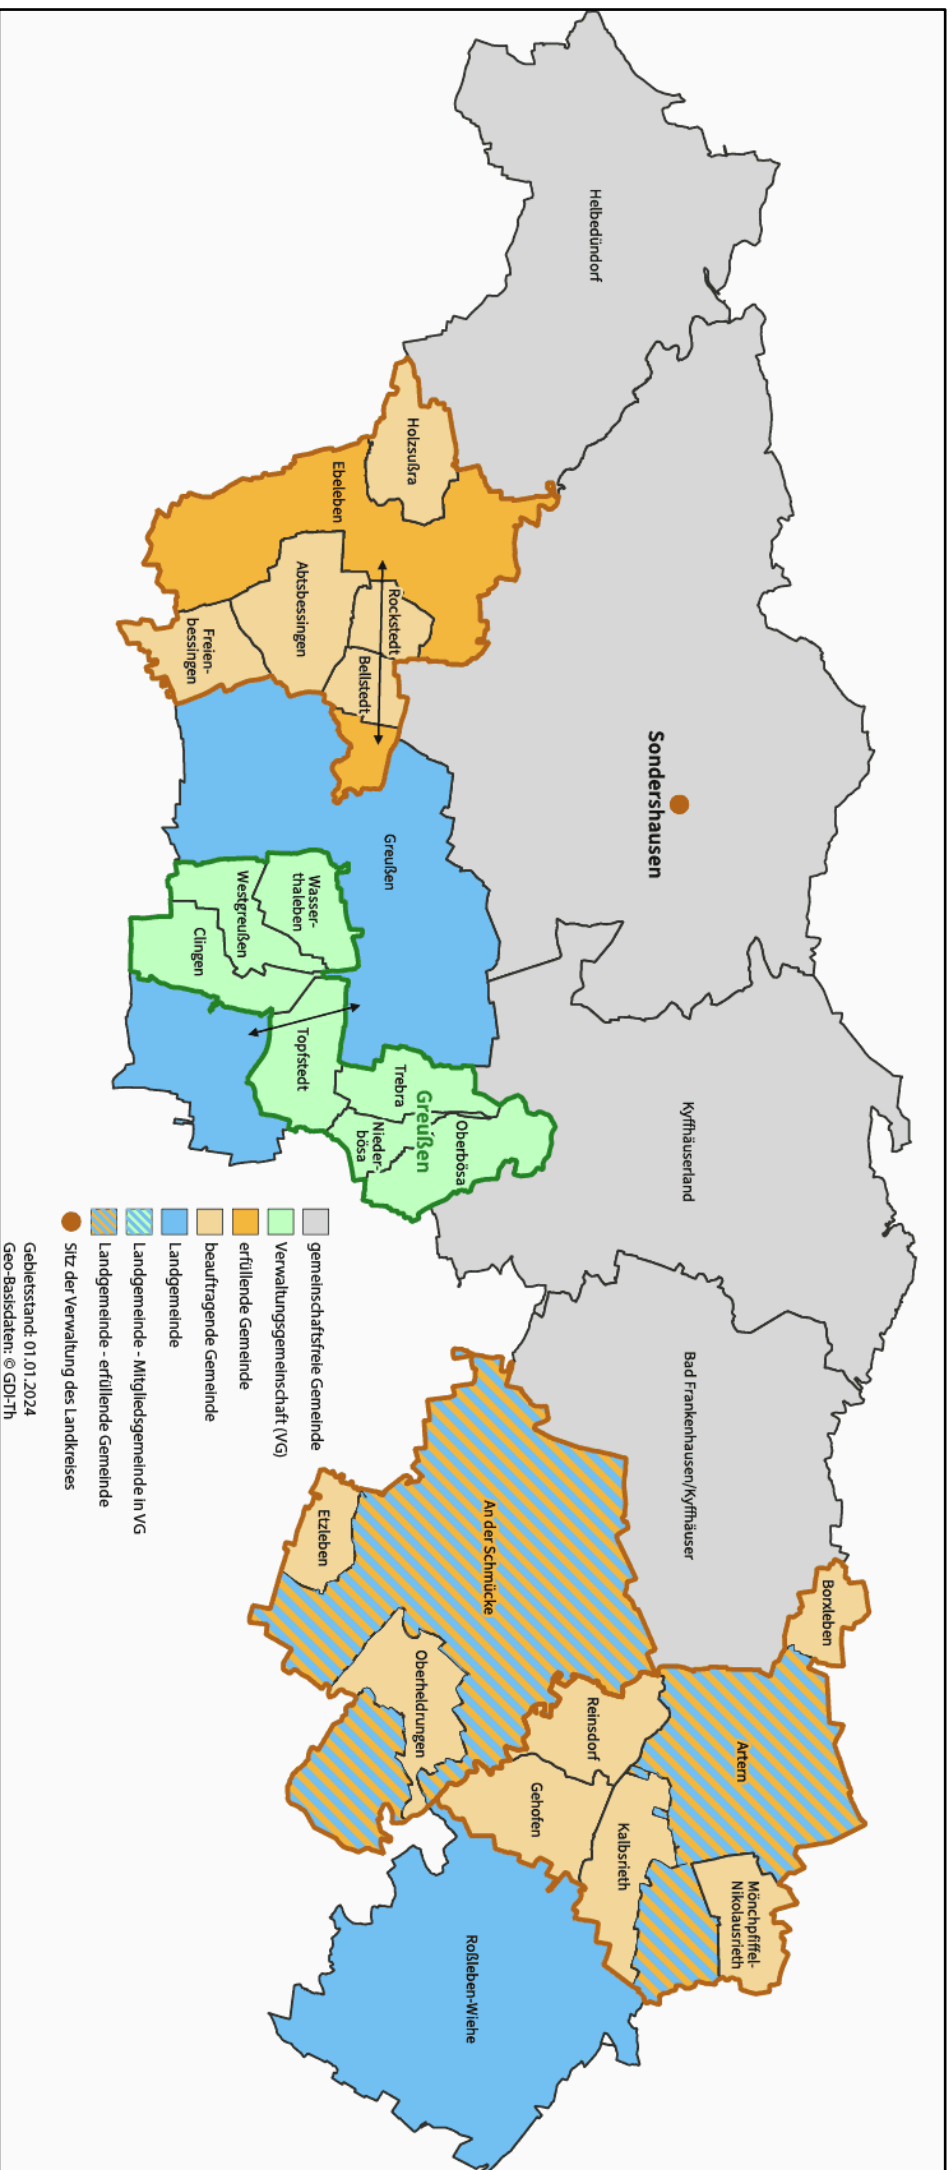 Helbedündorf
Sondershausen
Kyffhäuserland
Bad Frankenhausen/Kyffhäuser
Borxleben
Artern
Mönchpfiffel-
Nikolausrieth
Holzsußra
Ebeleben
Rockstedt
Bellstedt
Abtsbessingen
Freien-
bessingen
Greußen
Wasser-
thaleben
Westgreußen
Clingen
Topfstedt
Trebra
Greußen
Oberbösa
Nieder-
bösa
An der Schmücke
Etzleben
Oberheldrungen
Reinsdorf
Gehofen
Kalbsrieth
Roßleben-Wiehe
gemeinschaftsfreie Gemeinde
Verwaltungsgemeinschaft (VG)
erfüllende Gemeinde
beauftragende Gemeinde
Landgemeinde
Landgemeinde - Mitgliedsgemeinde in VG
Landgemeinde - erfüllende Gemeinde
Sitz der Verwaltung des Landkreises
Gebietsstand: 01.01.2024
Geo-Basisdaten: © GDI-Th